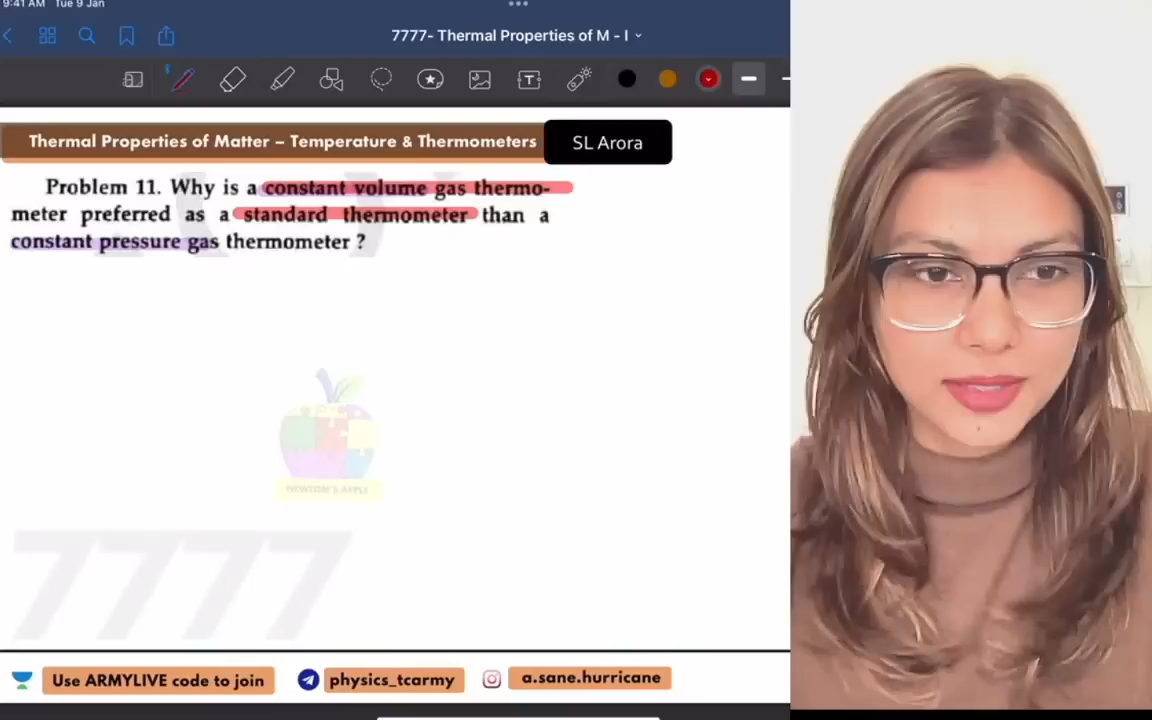 9:41 AM Tue 9 Jan
7777- Thermal Properties of M - I
Thermal Properties of Matter – Temperature & Thermometers
SL Arora
Problem 11. Why is a constant volume gas thermo-
meter preferred as a standard thermometer than a
constant pressure gas thermometer ?
NEWTON'S APPLE
7777
Use ARMYLIVE code to join
physics_tcarmy
a.sane.hurricane